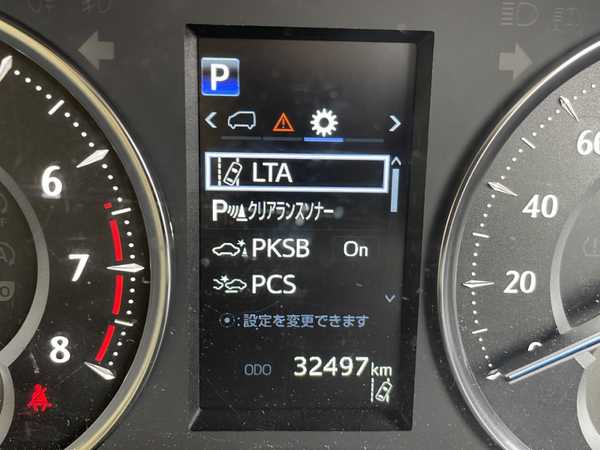 P
LTA
P クリアランスソナー
PKSB On
PCS
:設定を変更できます
ODO 32497 km
6
7
8
60
40
20